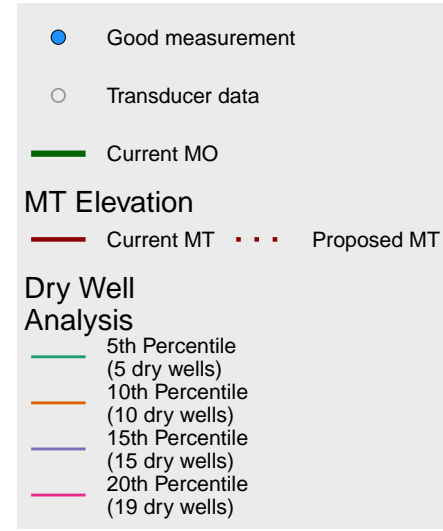 Good measurement
Transducer data
Current MO
MT Elevation
Current MT Proposed MT
Dry Well
Analysis
5th Percentile
(5 dry wells)
10th Percentile
(10 dry wells)
15th Percentile
(15 dry wells)
20th Percentile
(19 dry wells)